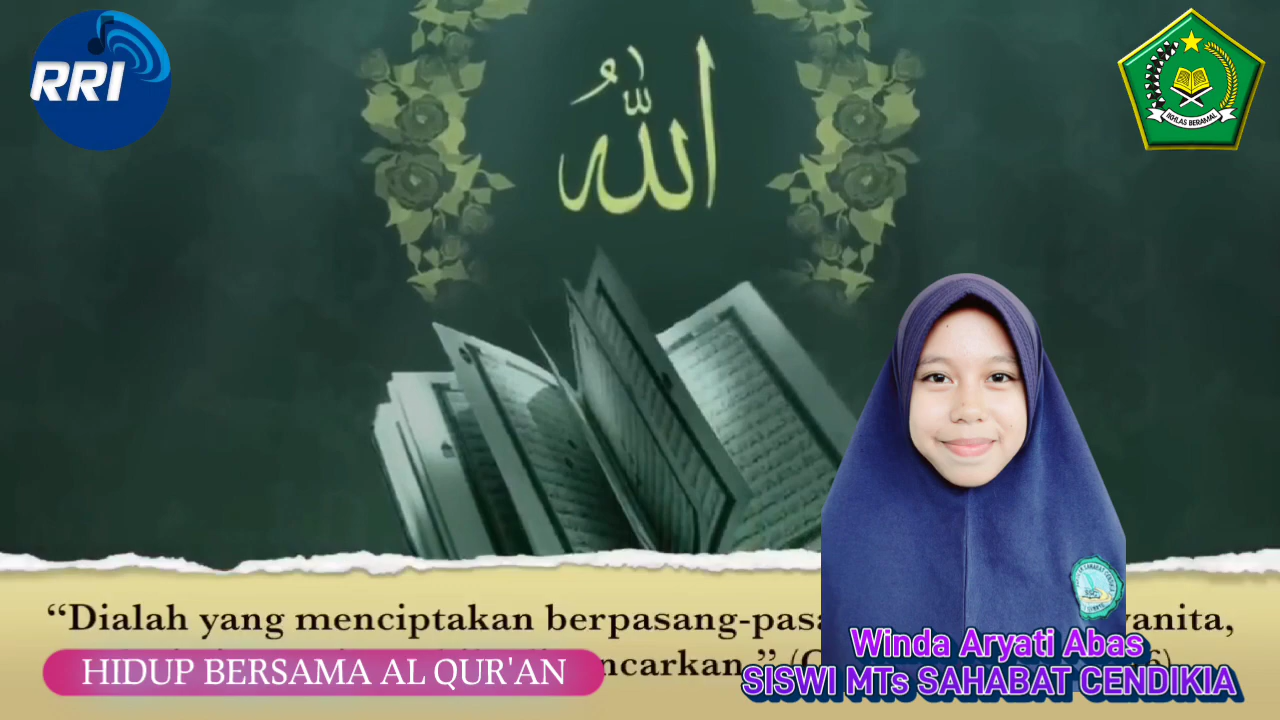 RRI
IKHLAS BERAMAL
اللهُ
“Dialah yang menciptakan berpasang-pasa wanita,
ncarkan.”
HIDUP BERSAMA AL QUR'AN
Winda Aryati Abas
SISWI MTs SAHABAT CENDIKIA